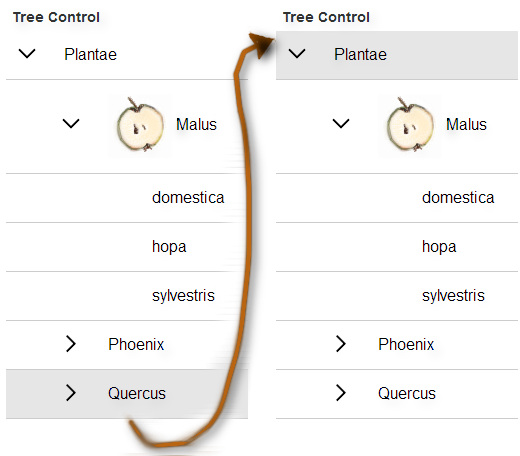 Tree Control
Plantae
Malus
domestica
hopa
sylvestris
Phoenix
Quercus
Tree Control
Plantae
Malus
domestica
hopa
sylvestris
Phoenix
Quercus